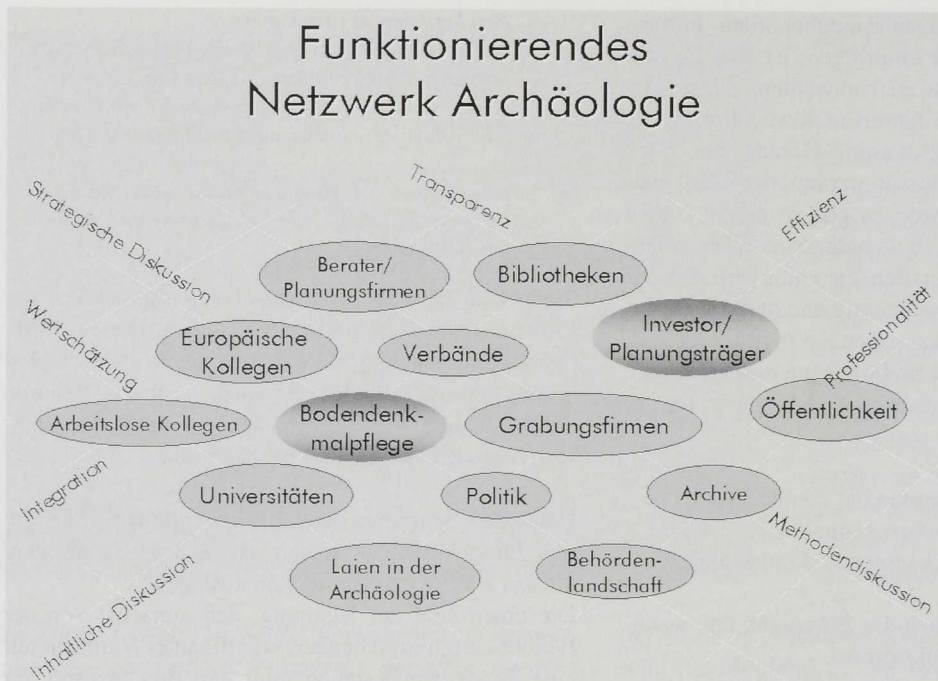 Funktionierendes
Netzwerk Archäologie
Transparenz
Effizienz
Strategische Diskussion
Berater/
Planungsfirmen
Bibliotheken
Investor/
Planungsträger
Professionalität
Wertschätzung
Europäische
Kollegen
Verbände
Öffentlichkeit
Arbeitslose Kollegen
Bodendenk-
malpflege
Grabungsfirmen
Integration
Universitäten
Politik
Archive
Methodendiskussion
Laien in der
Archäologie
Behörden-
landschaft
Inhaltliche Diskussion